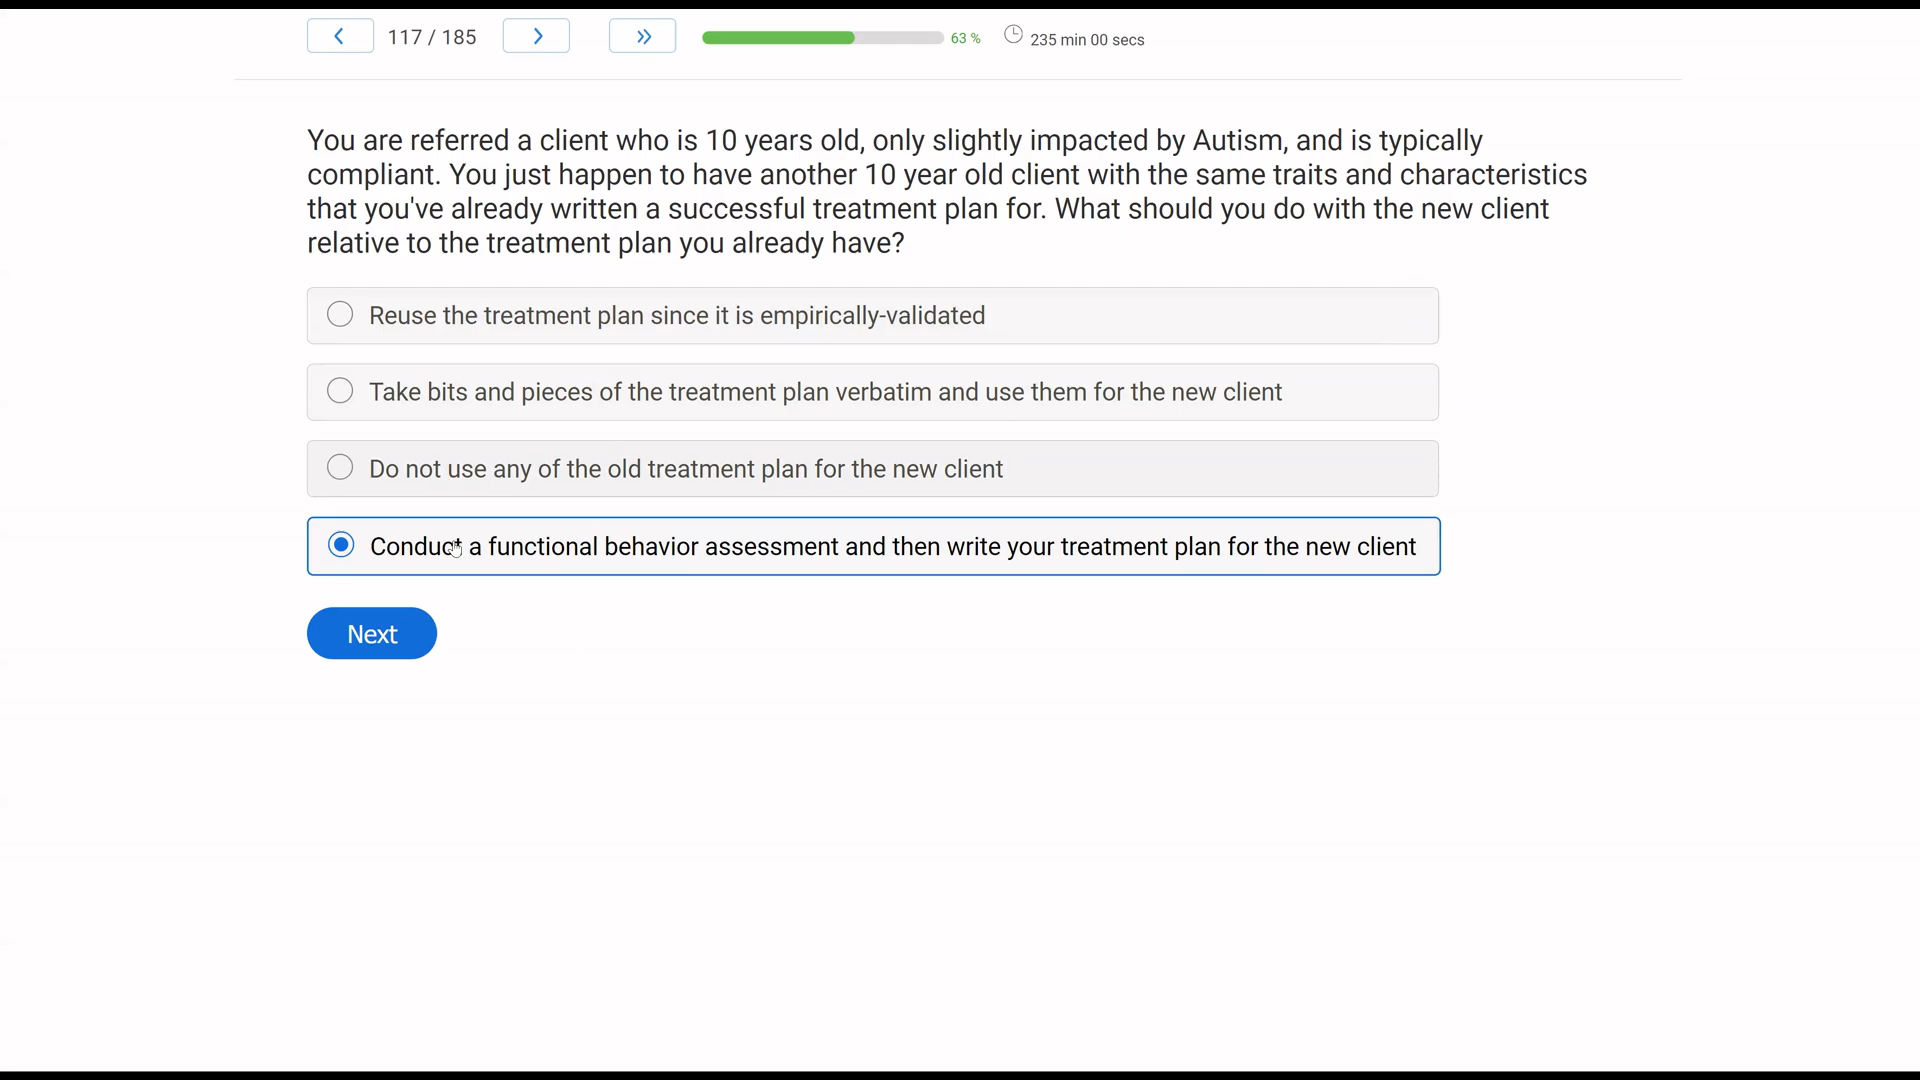 117 / 185
63 %
235 min 00 secs
You are referred a client who is 10 years old, only slightly impacted by Autism, and is typically
compliant. You just happen to have another 10 year old client with the same traits and characteristics
that you've already written a successful treatment plan for. What should you do with the new client
relative to the treatment plan you already have?
Reuse the treatment plan since it is empirically-validated
Take bits and pieces of the treatment plan verbatim and use them for the new client
Do not use any of the old treatment plan for the new client
Conduct a functional behavior assessment and then write your treatment plan for the new client
Next